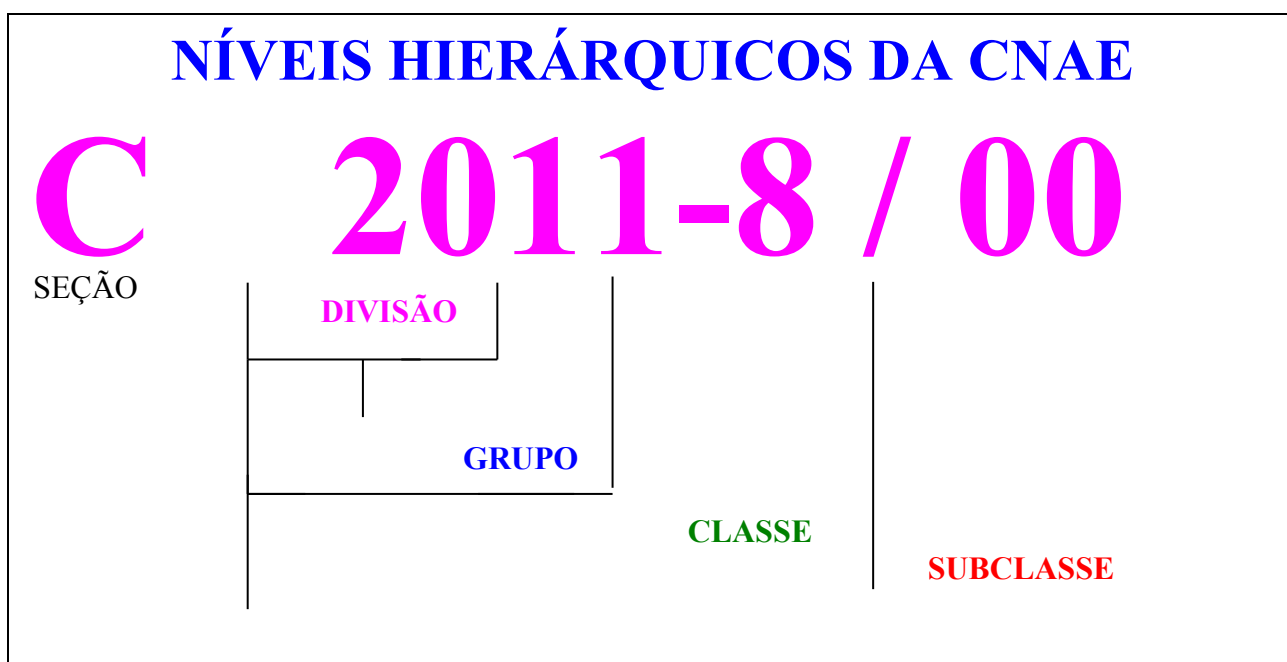 NÍVEIS HIERÁRQUICOS DA CNAE
C 2011-8 / 00
SEÇÃO
DIVISÃO
GRUPO
CLASSE
SUBCLASSE